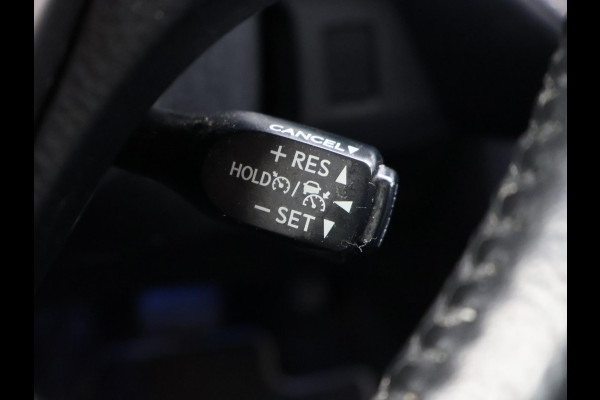 CANCEL▼
+ RES ▲
HOLD / ◀
− SET ▼